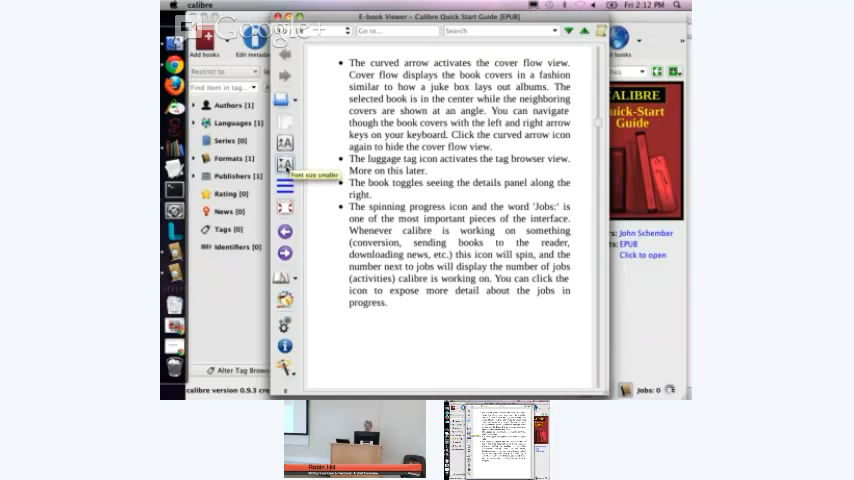 calibre
Fri 2:12 PM
Google+
E-book Viewer – Calibre Quick Start Guide [EPUB]
Go to...
Search
Add books
Edit metada
books
Restrict to
Find item in tag...
Authors [1]
Languages [3]
Series [0]
Formats [1]
Publishers [1]
Rating [0]
News [0]
Tags [0]
Identifiers [0]
Alter Tag Brow
calibre version 0.9.3 cre
The curved arrow activates the cover flow view.
Cover flow displays the book covers in a fashion
similar to how a juke box lays out albums. The
selected book is in the center while the neighboring
covers are shown at an angle. You can navigate
though the book covers with the left and right arrow
keys on your keyboard. Click the curved arrow icon
again to hide the cover flow view.
The luggage tag icon activates the tag browser view.
More on this later.
The book toggles seeing the details panel along the
right.
The spinning progress icon and the word 'Jobs:' is
one of the most important pieces of the interface.
Whenever calibre is working on something
(conversion, sending books to the reader,
downloading news, etc.) this icon will spin, and the
number next to jobs will display the number of jobs
(activities) calibre is working on. You can click the
icon to expose more detail about the jobs in
progress.
Font size smaller
CALIBRE
uick-Start
Guide
s: John Schember
s: EPUB
Click to open
Jobs: 0
Robin Hill